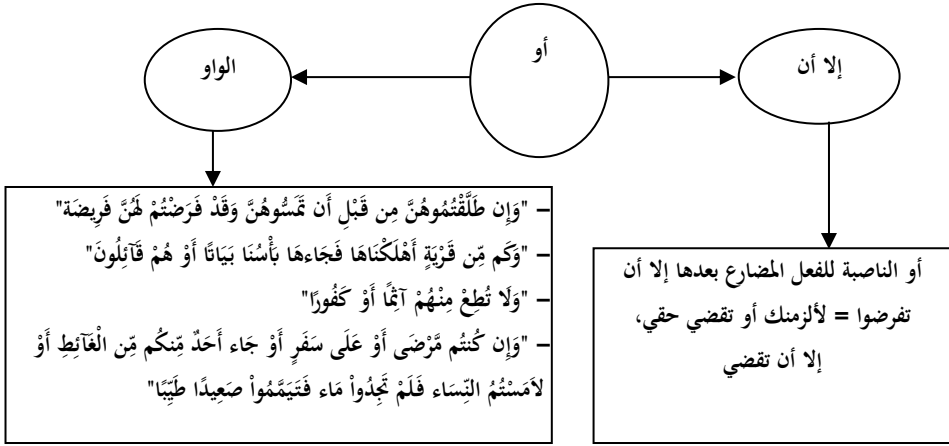 أو
إلا أن
الواو
أو الناصبة للفعل المضارع بعدها إلا أن
تفرضوا = لألزمنك أو تقضي حقي،
إلا أن تقضي
– "وَإِن طَلَّقْتُمُوهُنَّ مِن قَبْلِ أَن تَمَسُّوهُنَّ وَقَدْ فَرَضْتُمْ لَهُنَّ فَرِيضَة"
– "وَكَم مِّن قَرْيَةٍ أَهْلَكْنَاهَا فَجَاءهَا بَأْسُنَا بَيَاتًا أَوْ هُمْ قَآئِلُونَ"
– "وَلَا تُطِعْ مِنْهُمْ آثِمًا أَوْ كَفُورًا"
– "وَإِن كُنتُم مَّرْضَى أَوْ عَلَى سَفَرٍ أَوْ جَاء أَحَدٌ مِّنكُم مِّن الْغَآئِطِ أَوْ
لاَمَسْتُمُ النِّسَاء فَلَمْ تَجِدُواْ مَاء فَتَيَمَّمُواْ صَعِيدًا طَيِّبًا"